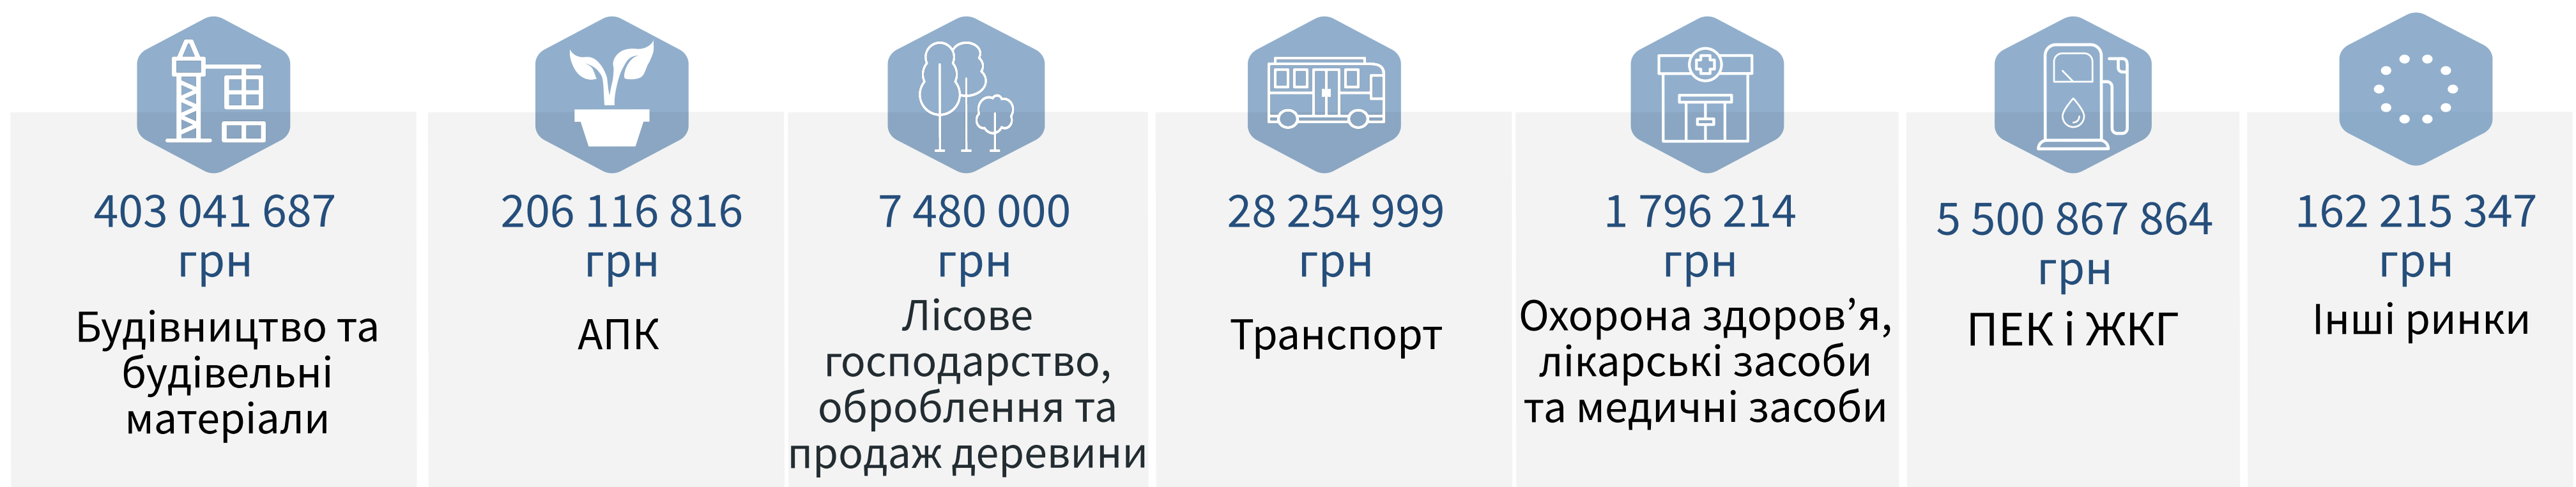 403 041 687
грн
Будівництво та
будівельні
матеріали
206 116 816
грн
АПК
7 480 000
грн
Лісове
господарство,
оброблення та
продаж деревини
28 254 999
грн
Транспорт
1 796 214
грн
Охорона здоров’я,
лікарські засоби
та медичні засоби
5 500 867 864
грн
ПЕК і ЖКГ
162 215 347
грн
Інші ринки